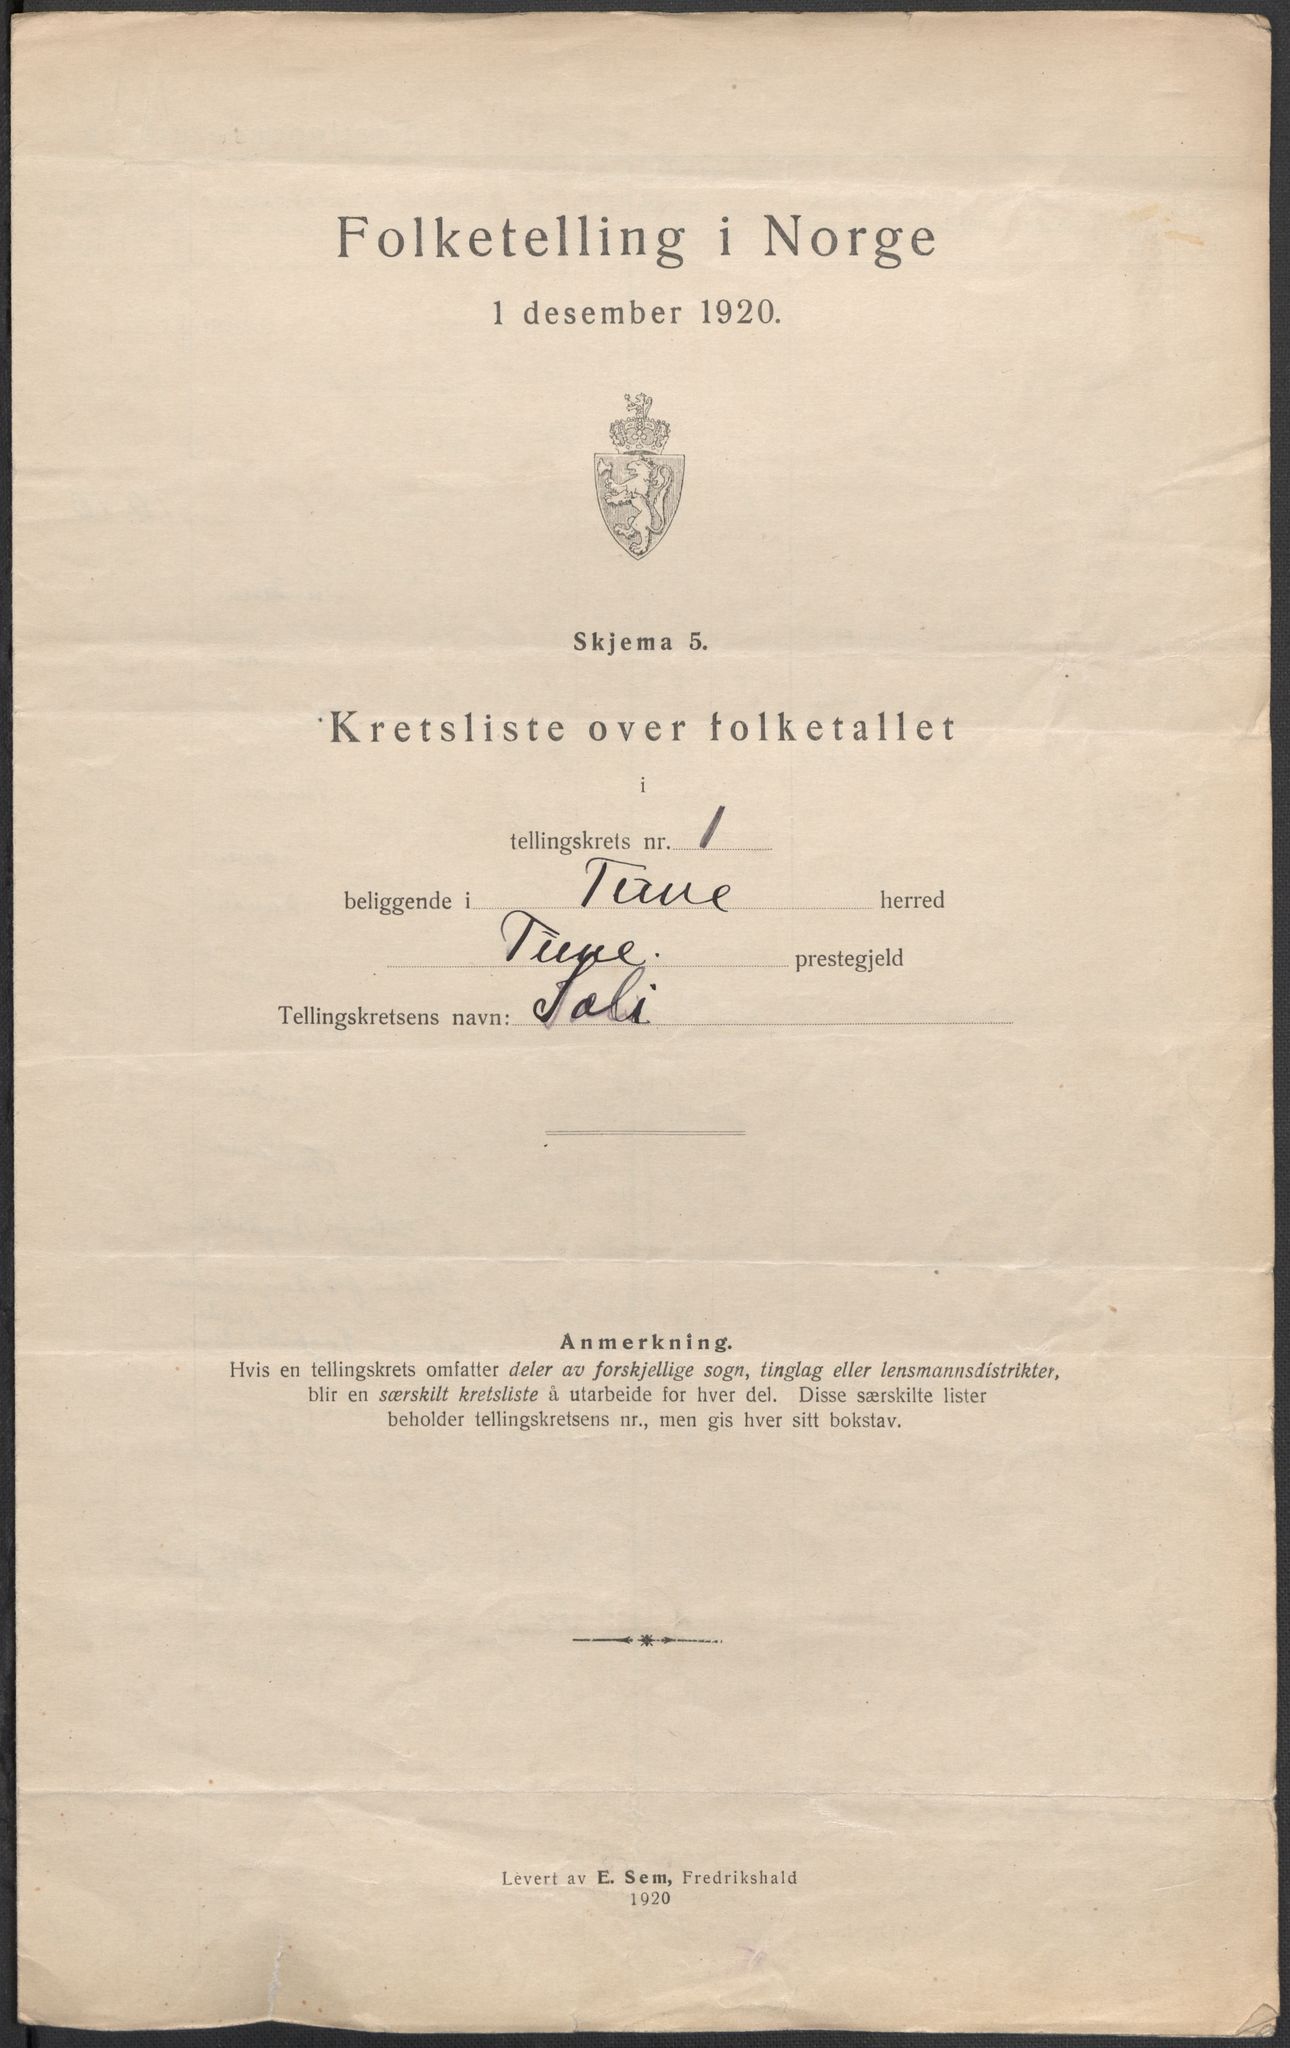 Folketelling i Norge
1 desember 1920.
Skjema 5.
Kretsliste over folketallet
i
tellingskrets nr. 1
beliggende i Tune herred
Tune. prestegjeld
Tellingskretsens navn: Soli
Anmerkning.
Hvis en tellingskrets omfatter deler av forskjellige sogn, tinglag eller lensmannsdistrikter,
blir en særskilt kretsliste å utarbeide for hver del. Disse særskilte lister
beholder tellingskretsens nr., men gis hver sitt bokstav.
Levert av E. Sem, Fredrikshald
1920